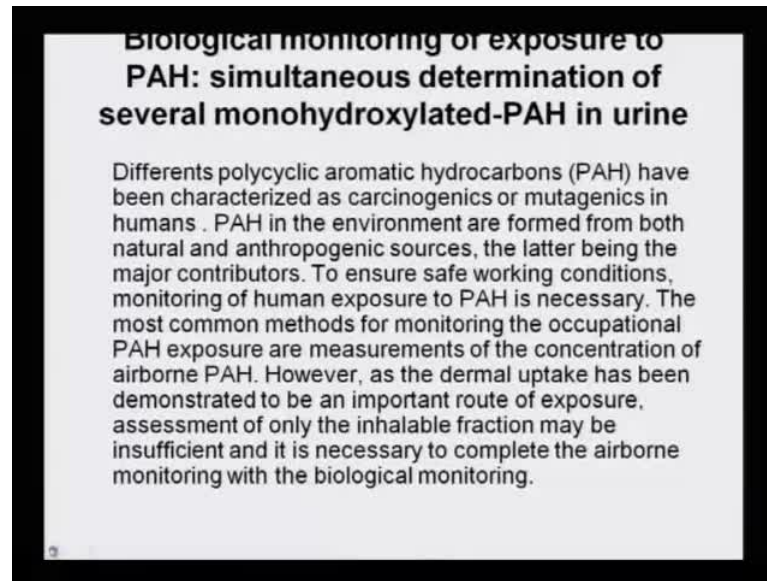 Biological monitoring of exposure to
PAH: simultaneous determination of
several monohydroxylated-PAH in urine
Differents polycyclic aromatic hydrocarbons (PAH) have
been characterized as carcinogenics or mutagenics in
humans . PAH in the environment are formed from both
natural and anthropogenic sources, the latter being the
major contributors. To ensure safe working conditions,
monitoring of human exposure to PAH is necessary. The
most common methods for monitoring the occupational
PAH exposure are measurements of the concentration of
airborne PAH. However, as the dermal uptake has been
demonstrated to be an important route of exposure,
assessment of only the inhalable fraction may be
insufficient and it is necessary to complete the airborne
monitoring with the biological monitoring.